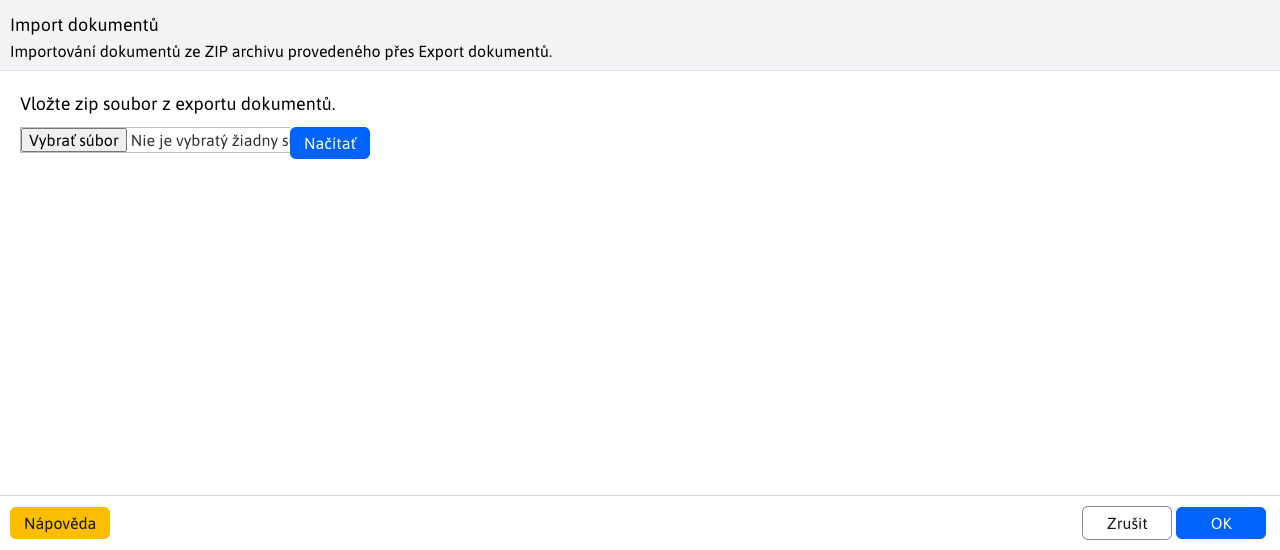 Import dokumentů
Importování dokumentů ze ZIP archivu provedeného přes Export dokumentů.
Vložte zip soubor z exportu dokumentů.
Vybrať súbor Nie je vybratý žiadny s Načítať
Nápověda Zrušit OK